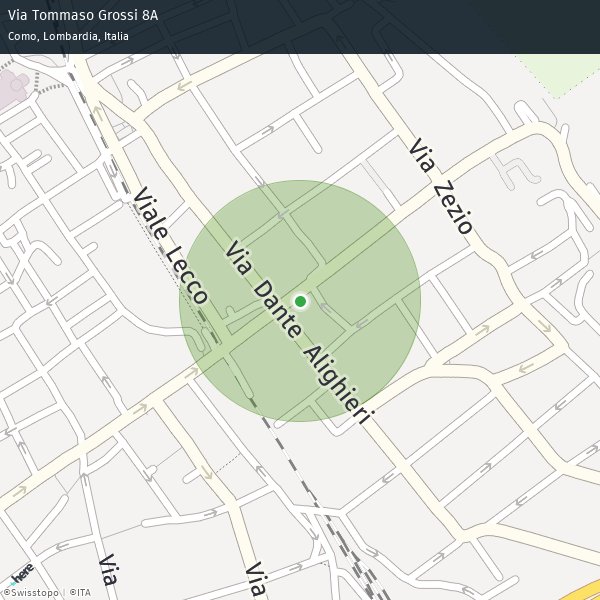 Via Tommaso Grossi 8A
Como, Lombardia, Italia
Via Zezio
Viale Lecco
Via Dante Alighieri
Via
Via
here
©Swisstopo | ©ITA